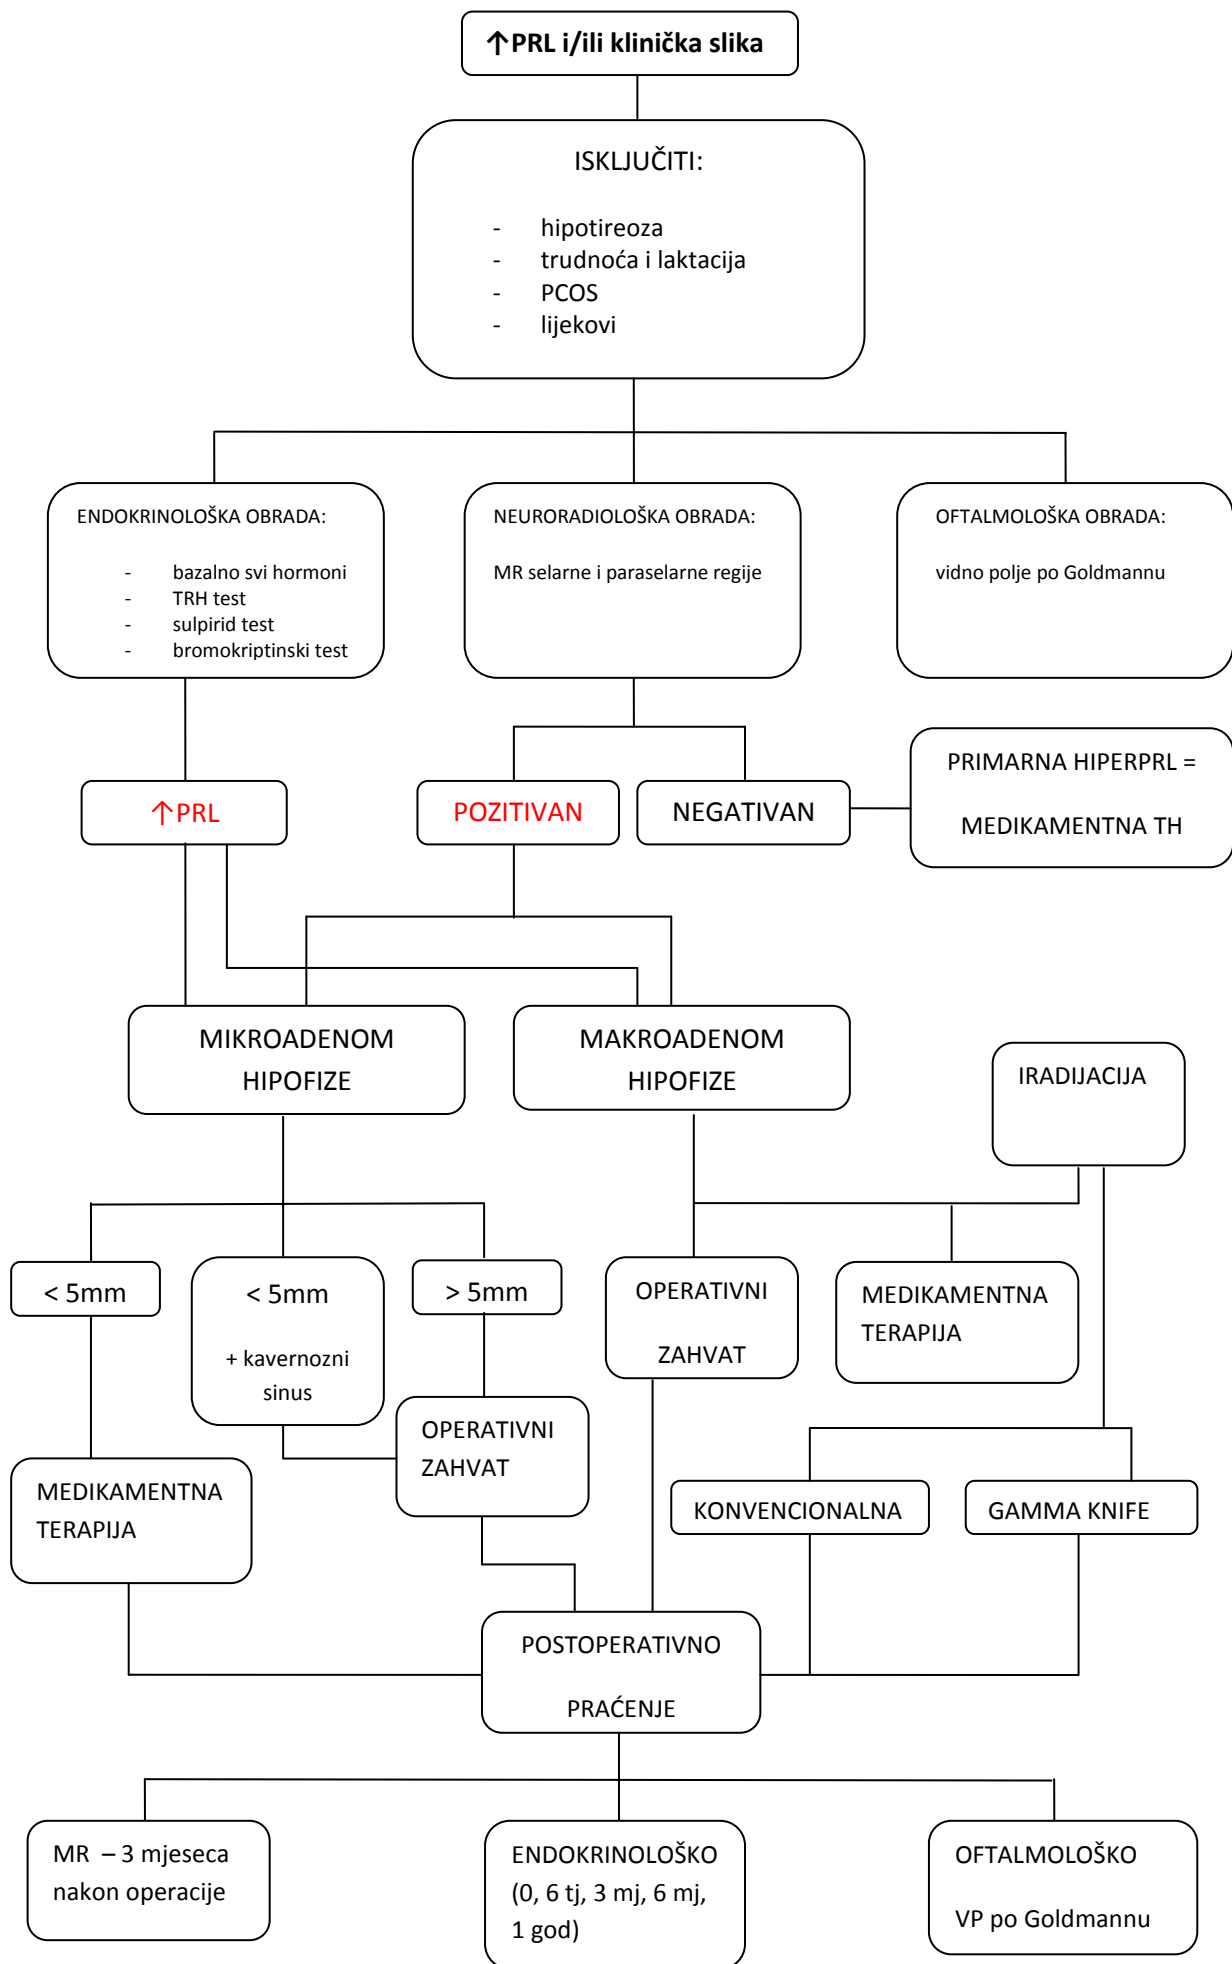 ↑PRL i/ili klinička slika
ISKLJUČITI:
- hipotireoza
- trudnoća i laktacija
- PCOS
- lijekovi
ENDOKRINOLOŠKA OBRADA:
- bazalno svi hormoni
- TRH test
- sulpirid test
- bromokriptinski test
NEURORADIOLOŠKA OBRADA:
MR selarne i paraselarne regije
OFTALMOLOŠKA OBRADA:
vidno polje po Goldmannu
↑PRL
POZITIVAN
NEGATIVAN
PRIMARNA HIPERPRL =
MEDIKAMENTNA TH
MIKROADENOM
HIPOFIZE
MAKROADENOM
HIPOFIZE
IRADIJACIJA
< 5mm
< 5mm
+ kavernozni
sinus
> 5mm
OPERATIVNI
ZAHVAT
MEDIKAMENTNA
TERAPIJA
OPERATIVNI
ZAHVAT
MEDIKAMENTNA
TERAPIJA
KONVENCIONALNA
GAMMA KNIFE
POSTOPERATIVNO
PRAĆENJE
MR – 3 mjeseca
nakon operacije
ENDOKRINOLOŠKO
(0, 6 tj, 3 mj, 6 mj,
1 god)
OFTALMOLOŠKO
VP po Goldmannu